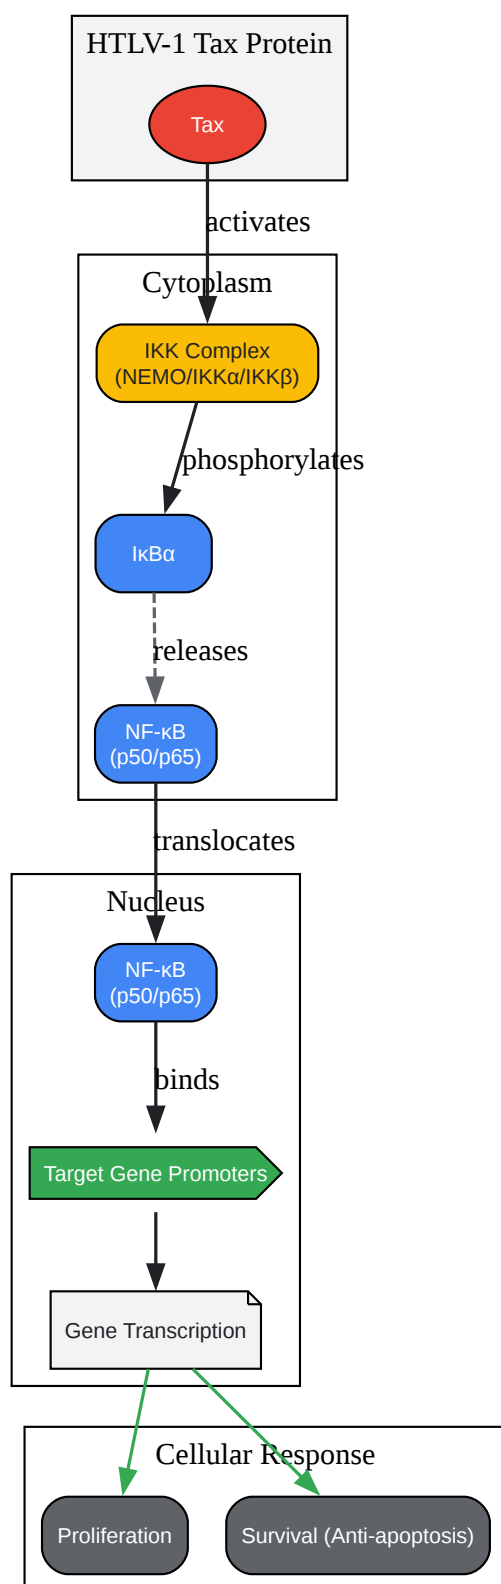 HTLV-1 Tax Protein
Tax
activates
Cytoplasm
IKK Complex
(NEMO/IKKα/IKKβ)
phosphorylates
IκBα
releases
NF-κB
(p50/p65)
translocates
Nucleus
NF-κB
(p50/p65)
binds
Target Gene Promoters
Gene Transcription
Cellular Response
Proliferation
Survival (Anti-apoptosis)